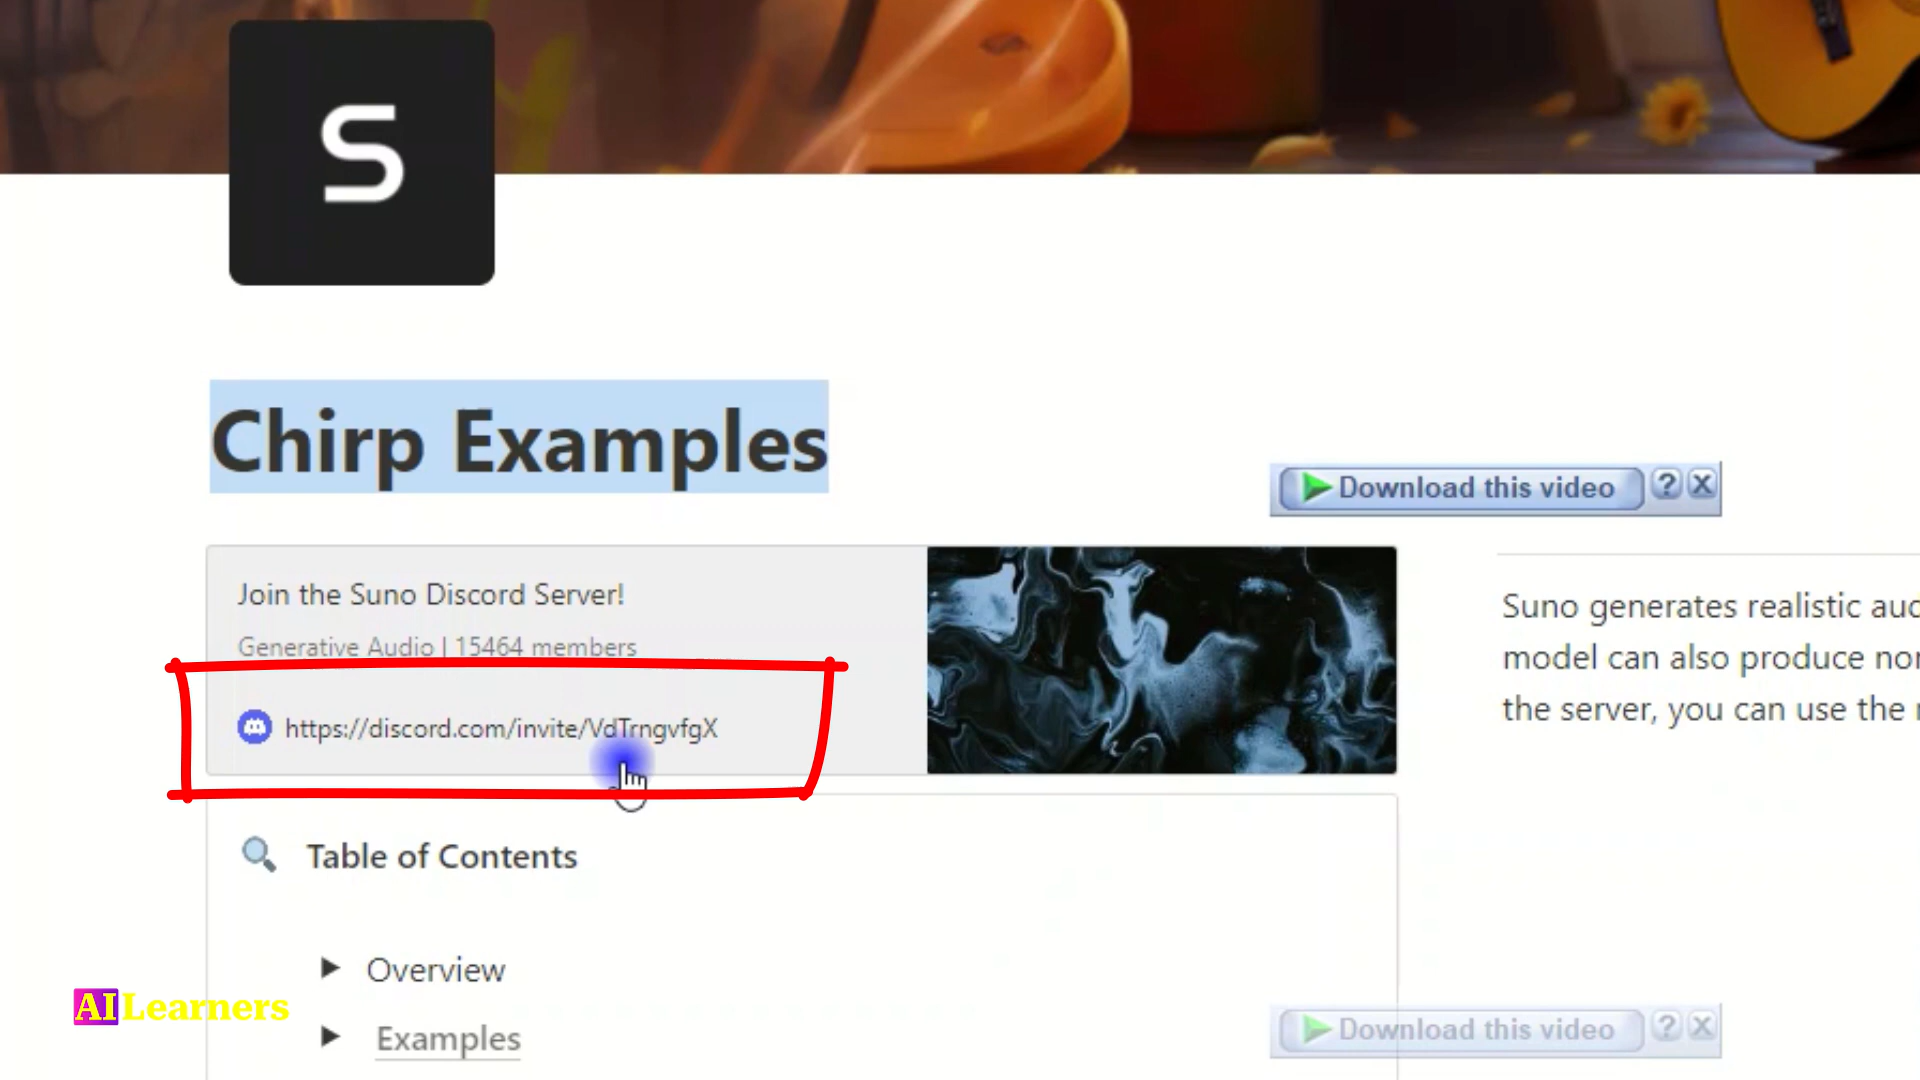 S
Chirp Examples
Download this video ? X
Join the Suno Discord Server!
Generative Audio | 15464 members
https://discord.com/invite/VdTrngvfgX
Suno generates realistic
model can also produce
the server, you can use the
Table of Contents
Overview
Examples
AI Learners
Download this video ? X